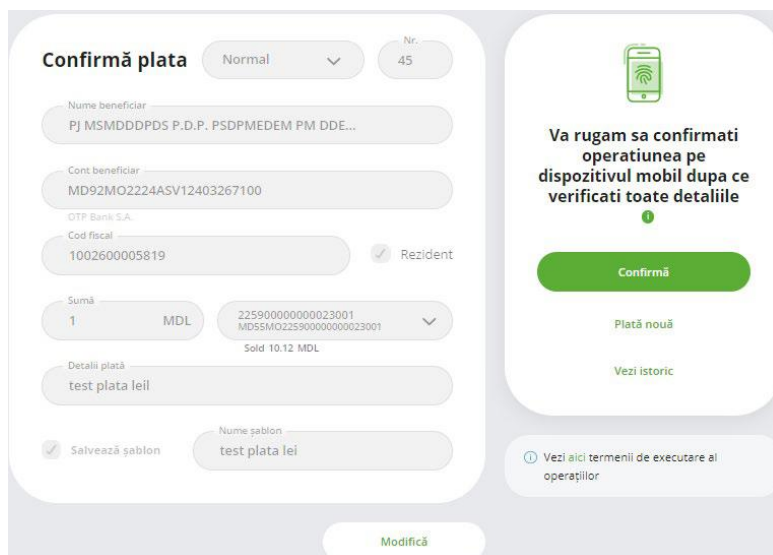 Confirmă plata
Normal
Nr.
45
Nume beneficiar
PJ MSMDDDPDS P.D.P. PSDPMEDEM PM DDE...
Cont beneficiar
MD92MO2224ASV12403267100
OTP Bank S.A.
Cod fiscal
1002600005819
Rezident
Sumă
1 MDL
225900000000023001
MD55MO225900000000023001
Sold 10.12 MDL
Detalii plată
test plata leil
Salvează șablon
Nume șablon
test plata lei
Modifică
Va rugam sa confirmati
operatiunea pe
dispozitivul mobil dupa ce
verificati toate detaliile
Confirmă
Plată nouă
Vezi istoric
Vezi aici termenii de executare al
operațiilor